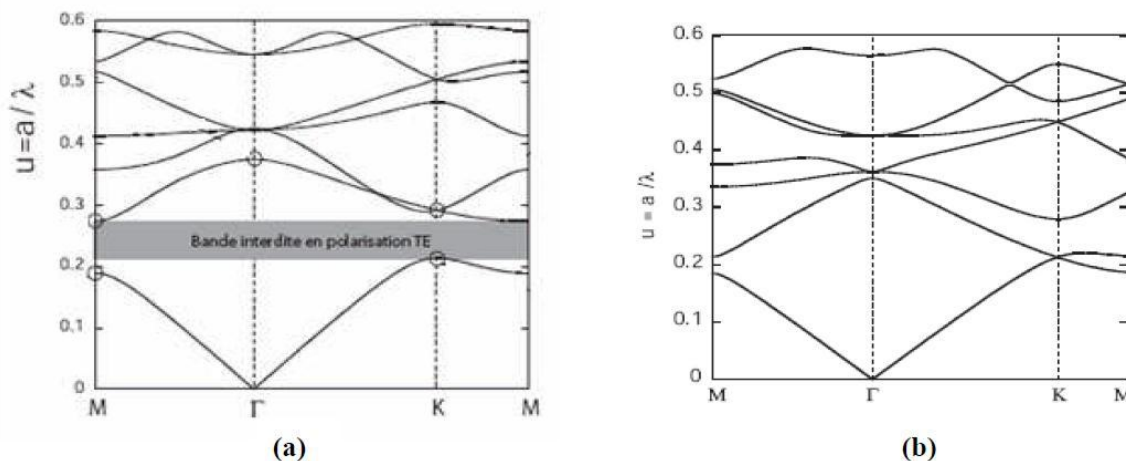 u=a/λ
0.6
0.5
0.4
0.3
0.2
0.1
0
Bande interdite en polarisation TE
M Γ K M
(a)
u = a/λ
0.6
0.5
0.4
0.3
0.2
0.1
0
M Γ K M
(b)